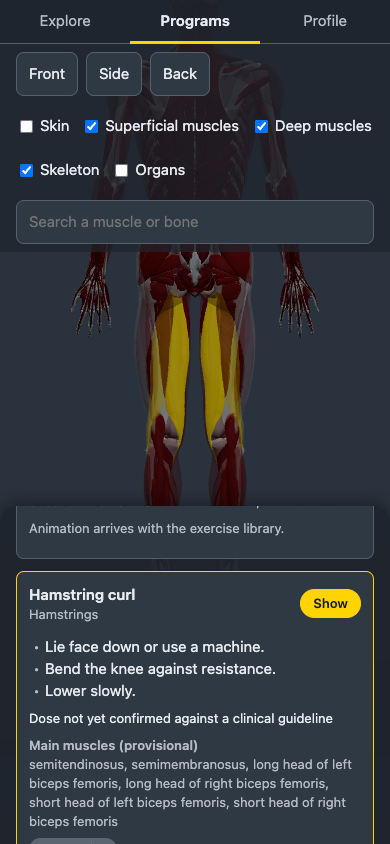 Explore Programs Profile
Front Side Back
Skin Superficial muscles Deep muscles
Skeleton Organs
Search a muscle or bone
Animation arrives with the exercise library.
Hamstring curl
Show
Hamstrings
• Lie face down or use a machine.
• Bend the knee against resistance.
• Lower slowly.
Dose not yet confirmed against a clinical guideline
Main muscles (provisional)
semitendinosus, semimembranosus, long head of left
biceps femoris, long head of right biceps femoris,
short head of left biceps femoris, short head of right
biceps femoris